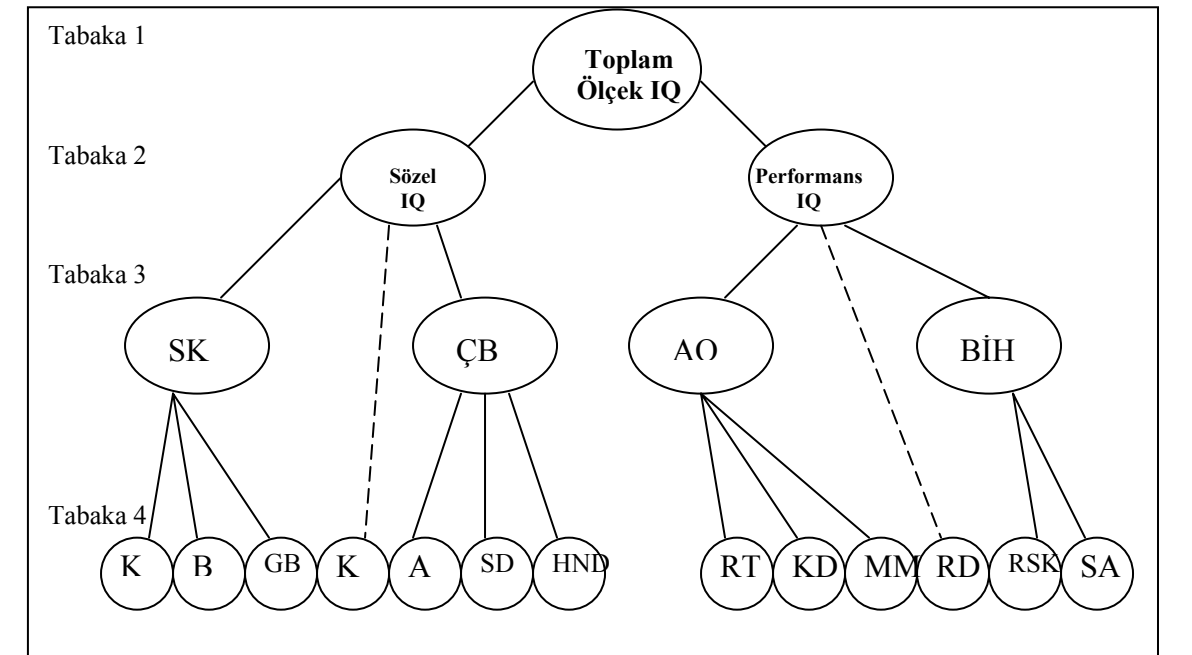 Tabaka 1
Toplam
Ölçek IQ
Tabaka 2
Sözel
IQ
Performans
IQ
Tabaka 3
SK
ÇB
AO
BİH
Tabaka 4
K
B
GB
K
A
SD
HND
RT
KD
MM
RD
RSK
SA